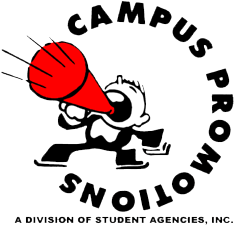 CAMPUS PROMOTIONS
A DIVISION OF STUDENT AGENCIES, INC.